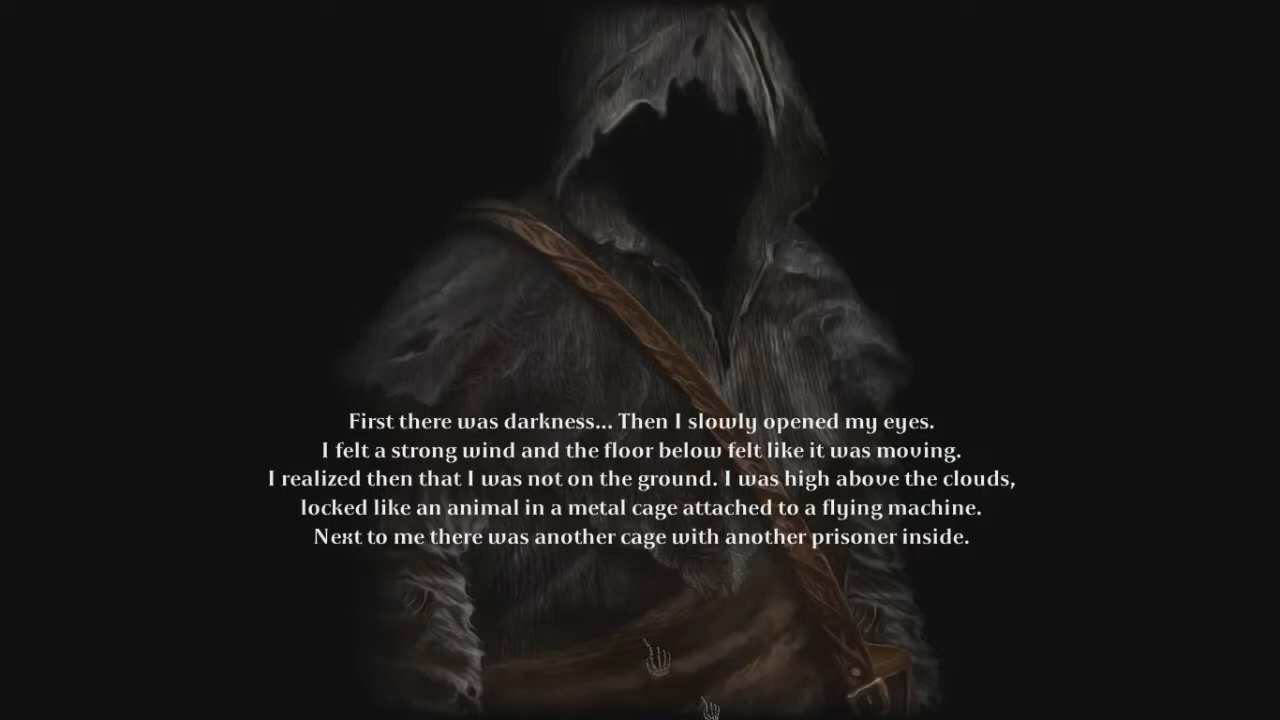 First there was darkness... Then I slowly opened my eyes.
I felt a strong wind and the floor below felt like it was moving.
I realized then that I was not on the ground. I was high above the clouds,
locked like an animal in a metal cage attached to a flying machine.
Next to me there was another cage with another prisoner inside.